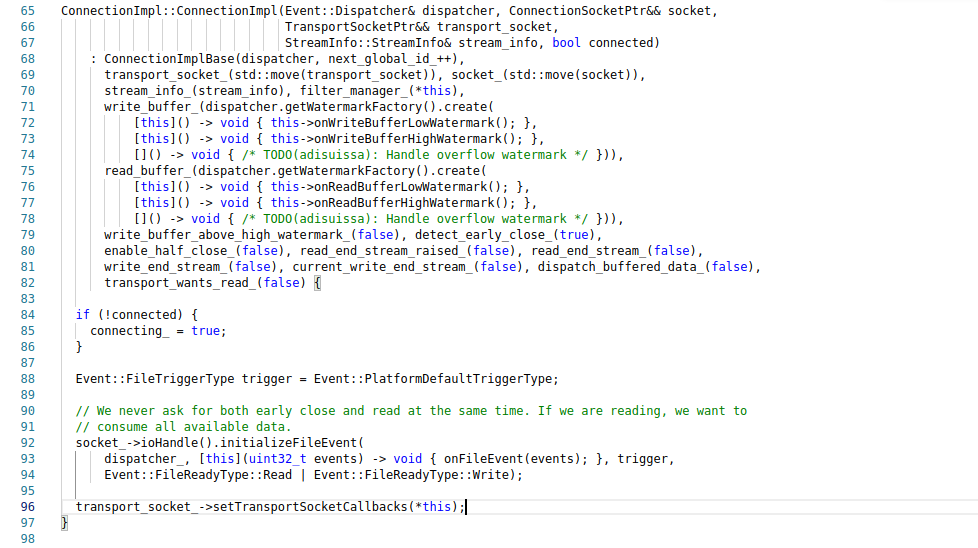 65 ConnectionImpl::ConnectionImpl(Event::Dispatcher& dispatcher, ConnectionSocketPtr&& socket,
66                                TransportSocketPtr&& transport_socket,
67                                StreamInfo::StreamInfo& stream_info, bool connected)
68     : ConnectionImplBase(dispatcher, next_global_id_++),
69       transport_socket_(std::move(transport_socket)), socket_(std::move(socket)),
70       stream_info_(stream_info), filter_manager_(*this),
71       write_buffer_(dispatcher.getWatermarkFactory().create(
72           [this]() -> void { this->onWriteBufferLowWatermark(); },
73           [this]() -> void { this->onWriteBufferHighWatermark(); },
74           []() -> void { /* TODO(adisuissa): Handle overflow watermark */ })),
75       read_buffer_(dispatcher.getWatermarkFactory().create(
76           [this]() -> void { this->onReadBufferLowWatermark(); },
77           [this]() -> void { this->onReadBufferHighWatermark(); },
78           []() -> void { /* TODO(adisuissa): Handle overflow watermark */ })),
79       write_buffer_above_high_watermark_(false), detect_early_close_(true),
80       enable_half_close_(false), read_end_stream_raised_(false), read_end_stream_(false),
81       write_end_stream_(false), current_write_end_stream_(false), dispatch_buffered_data_(false),
82       transport_wants_read_(false) {
83
84   if (!connected) {
85     connecting_ = true;
86   }
87
88   Event::FileTriggerType trigger = Event::PlatformDefaultTriggerType;
89
90   // We never ask for both early close and read at the same time. If we are reading, we want to
91   // consume all available data.
92   socket_->ioHandle().initializeFileEvent(
93       dispatcher_, [this](uint32_t events) -> void { onFileEvent(events); }, trigger,
94       Event::FileReadyType::Read | Event::FileReadyType::Write);
95
96   transport_socket_->setTransportSocketCallbacks(*this);
97 }
98